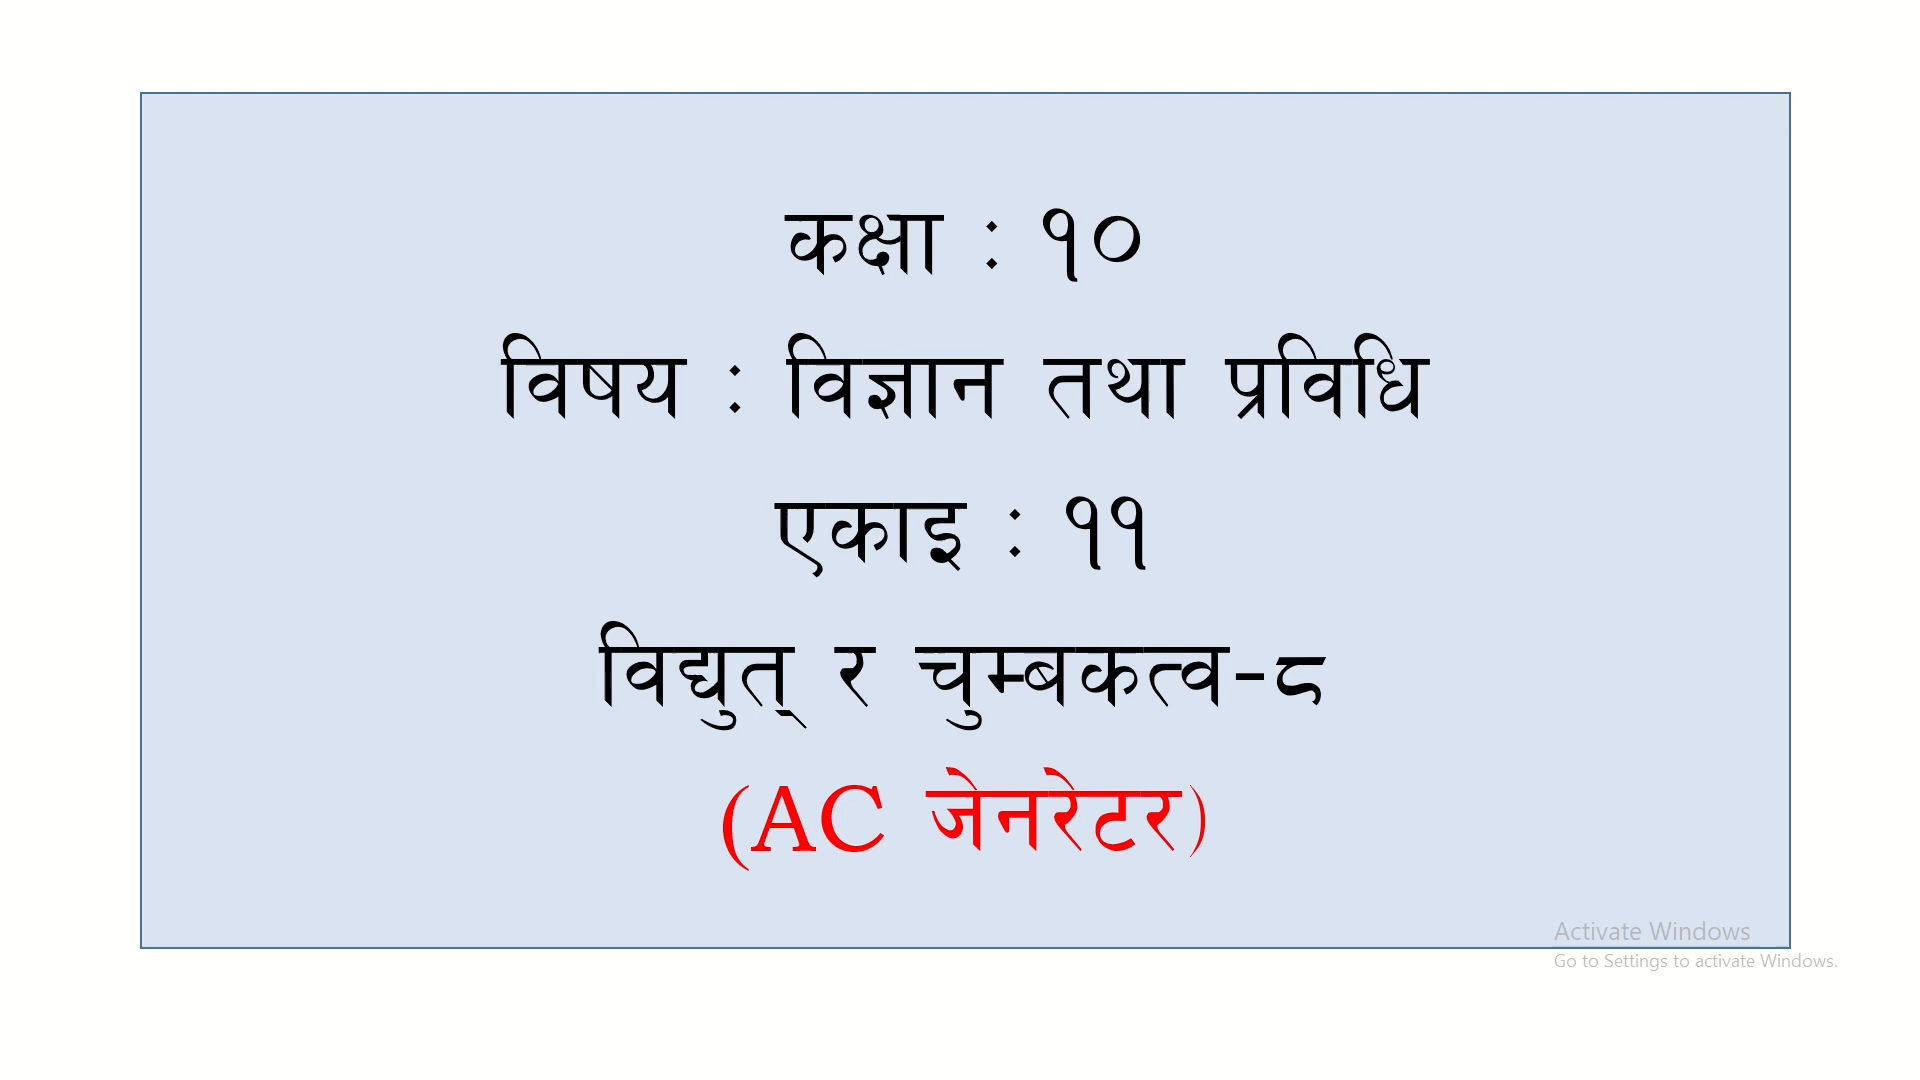 कक्षा : १०
विषय : विज्ञान तथा प्रविधि
एकाइ : ११
विद्युत् र चुम्बकत्व-८
(AC जेनरेटर)
Activate Windows
Go to Settings to activate Windows.